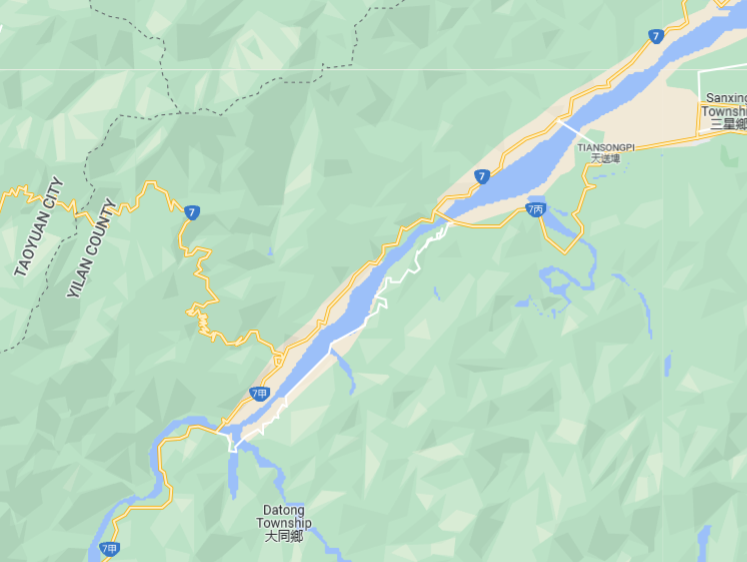 7
Sanxing
Township
三星鄉
TIANSONGPI
天送埤
7
7丙
7
TAOYUAN CITY
YILAN COUNTY
7甲
Datong
Township
大同鄉
7甲